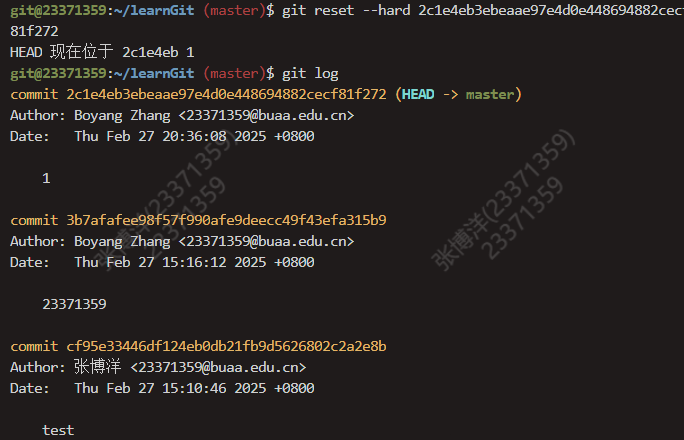 git@23371359:~/learnGit (master)$ git reset --hard 2c1e4eb3ebeaae97e4d0e448694882cecf
81f272
HEAD 现在位于 2c1e4eb 1
git@23371359:~/learnGit (master)$ git log
commit 2c1e4eb3ebeaae97e4d0e448694882cecf81f272 (HEAD -> master)
Author: Boyang Zhang <23371359@buaa.edu.cn>
Date:   Thu Feb 27 20:36:08 2025 +0800
1
commit 3b7afafee98f57f990afe9deecc49f43efa315b9
Author: Boyang Zhang <23371359@buaa.edu.cn>
Date:   Thu Feb 27 15:16:12 2025 +0800
23371359
commit cf95e33446df124eb0db21fb9d5626802c2a2e8b
Author: 张博洋 <23371359@buaa.edu.cn>
Date:   Thu Feb 27 15:10:46 2025 +0800
test
张博洋(23371359)
23371359
张博洋(23371359)
23371359